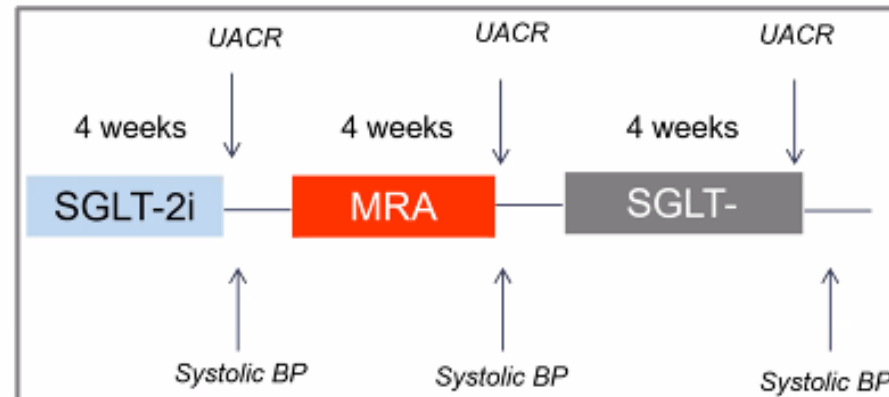 UACR UACR UACR
4 weeks 4 weeks 4 weeks
SGLT-2i MRA SGLT-
Systolic BP Systolic BP Systolic BP